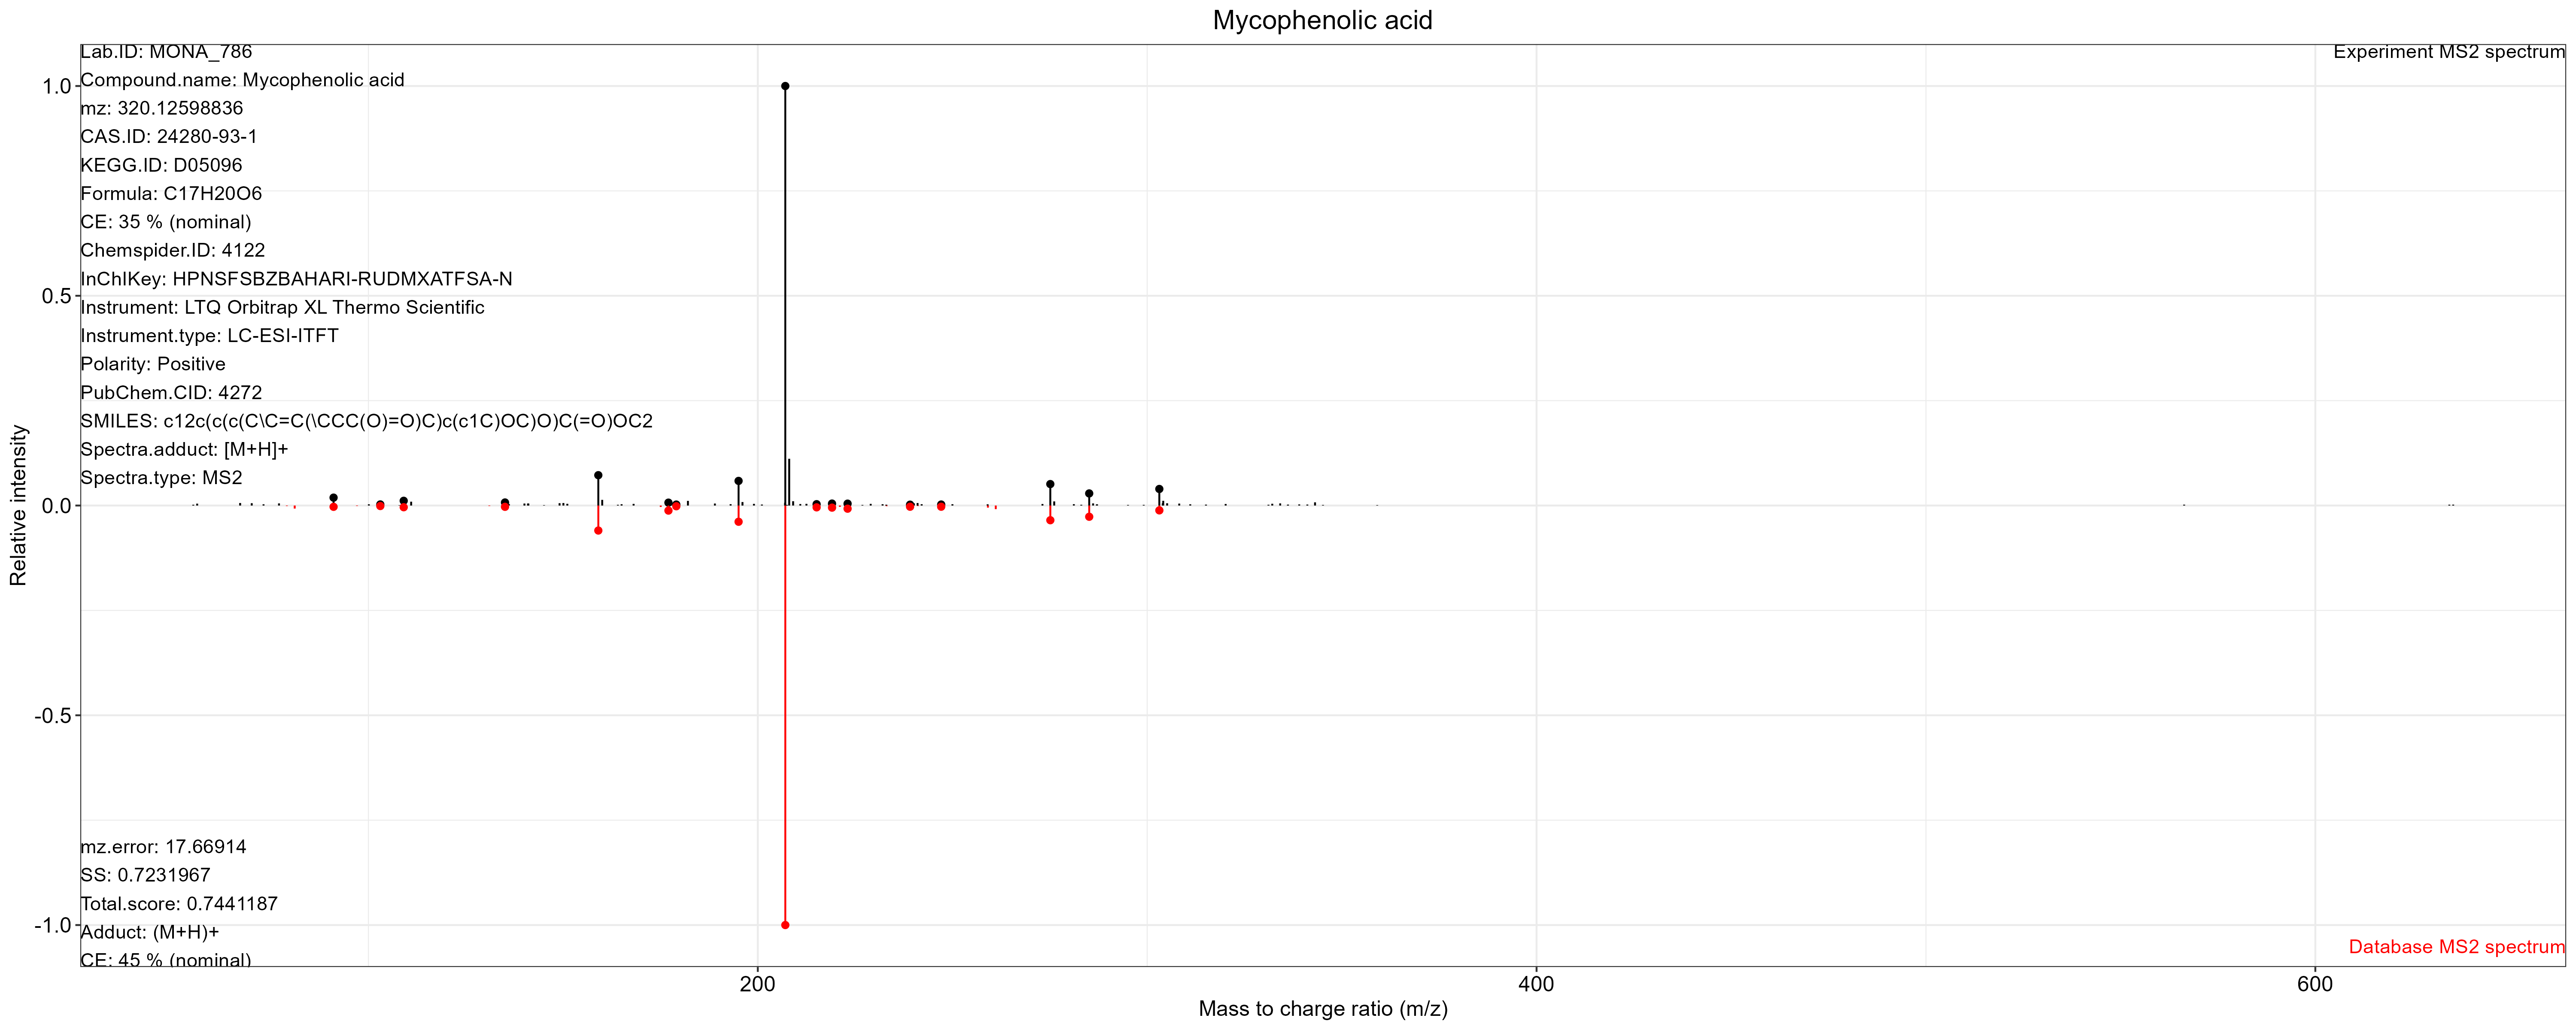 Mycophenolic acid
Lab.ID: MONA_786
Experiment MS2 spectrum
Compound.name: Mycophenolic acid
mz: 320.12598836
CAS.ID: 24280-93-1
KEGG.ID: D05096
Formula: C17H20O6
CE: 35 % (nominal)
Chemspider.ID: 4122
InChIKey: HPNSFSBZBAHARI-RUDMXATFSA-N
Instrument: LTQ Orbitrap XL Thermo Scientific
Instrument.type: LC-ESI-ITFT
Polarity: Positive
PubChem.CID: 4272
SMILES: c12c(c(c(C\C=C(\CCC(O)=O)C)c(c1C)OC)O)C(=O)OC2
Spectra.adduct: [M+H]+
Spectra.type: MS2
1.0
0.5
0.0
-0.5
-1.0
Relative intensity
mz.error: 17.66914
SS: 0.7231967
Total.score: 0.7441187
Adduct: (M+H)+
CE: 45 % (nominal)
Database MS2 spectrum
200
400
600
Mass to charge ratio (m/z)